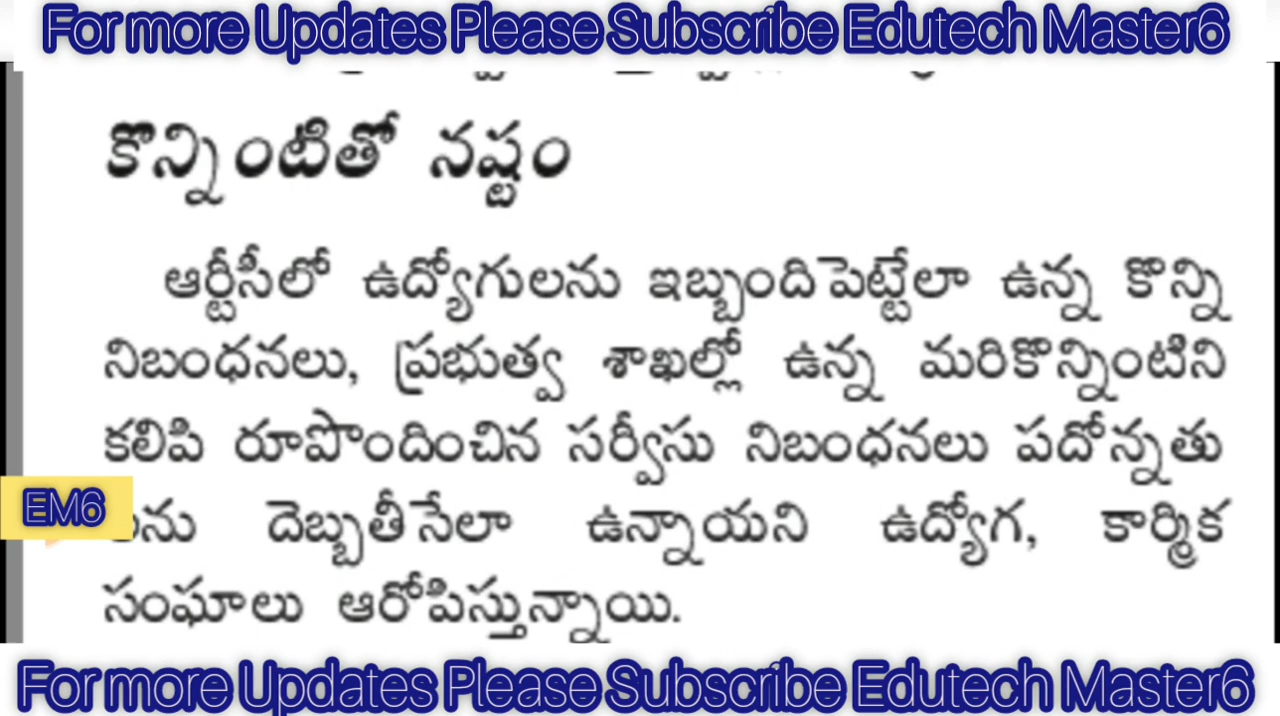 For more Updates Please Subscribe Edutech Master6
కొన్నింటితో నష్టం
ఆర్టీసీలో ఉద్యోగులను ఇబ్బందిపెట్టేలా ఉన్న కొన్ని
నిబంధనలు, ప్రభుత్వ శాఖల్లో ఉన్న మరికొన్నింటిని
కలిపి రూపొందించిన సర్వీసు నిబంధనలు పదోన్నతు
EM6
లను దెబ్బతీసేలా ఉన్నాయని ఉద్యోగ, కార్మిక
సంఘాలు ఆరోపిస్తున్నాయి.
For more Updates Please Subscribe Edutech Master6